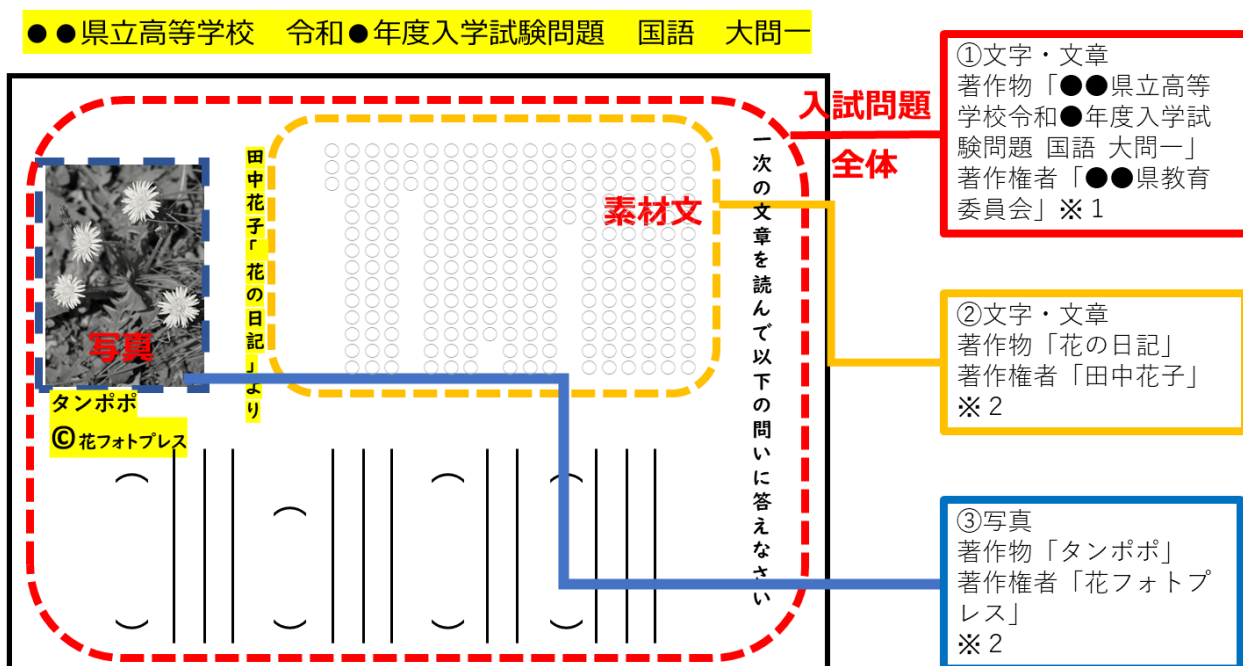 ●●県立高等学校　令和●年度入学試験問題　国語　大問一
入試問題
全体
一次の文章を読んで以下の問いに答えなさい
素材文
○○○○○○○○○○○○○○○○○○○
田中花子「花の日記」より
写真
タンポポ
©花フォトプレス
①文字・文章
著作物「●●県立高等
学校令和●年度入学試
験問題 国語 大問一」
著作権者「●●県教育
委員会」※１
②文字・文章
著作物「花の日記」
著作権者「田中花子」
※２
③写真
著作物「タンポポ」
著作権者「花フォトプ
レス」
※２